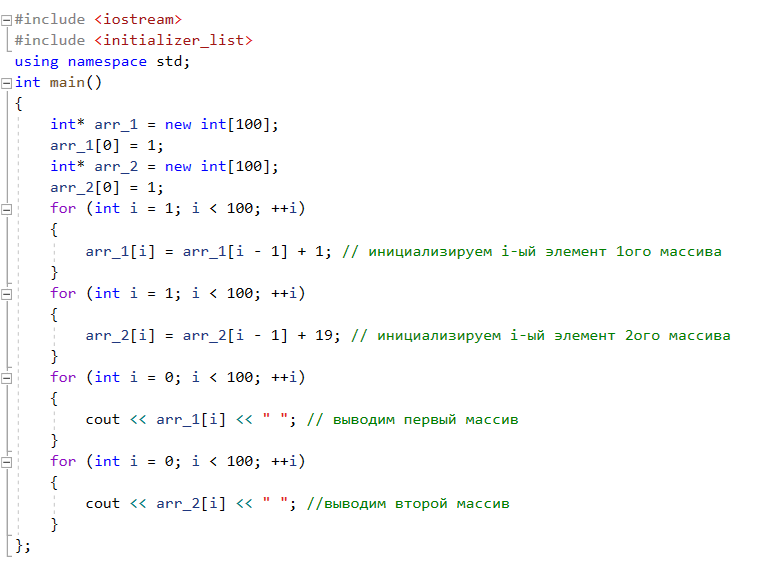 #include <iostream>
#include <initializer_list>
using namespace std;
int main()
{
    int* arr_1 = new int[100];
    arr_1[0] = 1;
    int* arr_2 = new int[100];
    arr_2[0] = 1;
    for (int i = 1; i < 100; ++i)
    {
        arr_1[i] = arr_1[i - 1] + 1; // инициализируем i-ый элемент 1ого массива
    }
    for (int i = 1; i < 100; ++i)
    {
        arr_2[i] = arr_2[i - 1] + 19; // инициализируем i-ый элемент 2ого массива
    }
    for (int i = 0; i < 100; ++i)
    {
        cout << arr_1[i] << " "; // выводим первый массив
    }
    for (int i = 0; i < 100; ++i)
    {
        cout << arr_2[i] << " "; //выводим второй массив
    }
};